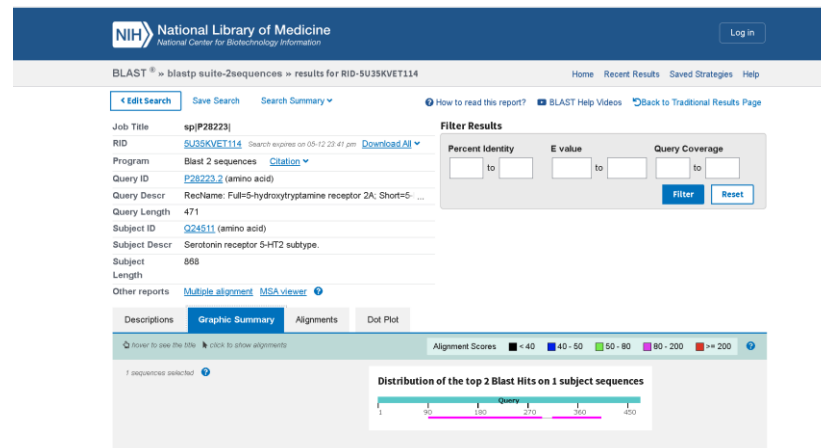 NIH National Library of Medicine
National Center for Biotechnology Information
Log in
BLAST ® » blastp suite-2sequences » results for RID-5U35KVET114
Home Recent Results Saved Strategies Help
< Edit Search Save Search Search Summary
How to read this report? BLAST Help Videos Back to Traditional Results Page
Job Title sp|P28223|
RID 5U35KVET114 Search expires on 05-12 23:41 pm Download All
Program Blast 2 sequences Citation
Query ID P28223.2 (amino acid)
Query Descr RecName: Full=5-hydroxytryptamine receptor 2A; Short=5- ...
Query Length 471
Subject ID Q24511 (amino acid)
Subject Descr Serotonin receptor 5-HT2 subtype.
Subject Length 868
Other reports Multiple alignment MSA viewer ?
Filter Results
Percent Identity E value Query Coverage
to to to
Filter Reset
Descriptions Graphic Summary Alignments Dot Plot
hover to see the title click to show alignments
Alignment Scores < 40 40 - 50 50 - 80 80 - 200 >= 200 ?
1 sequences selected ?
Distribution of the top 2 Blast Hits on 1 subject sequences
Query
1 90 180 270 360 450